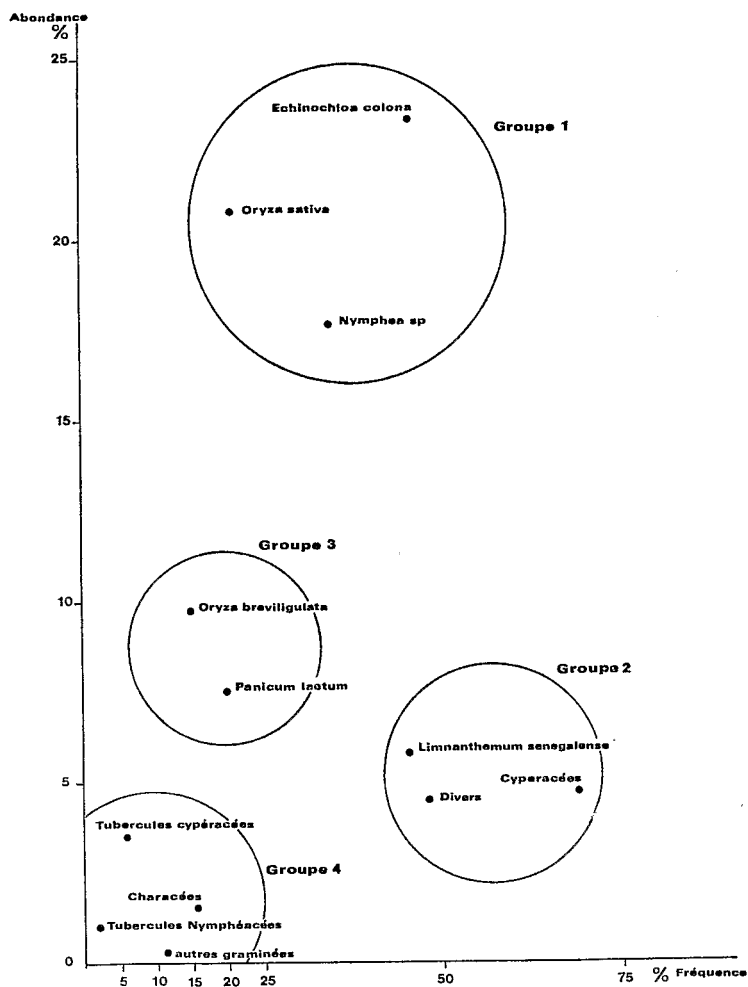 Abondance
%
25
Echinochloa colona
Groupe 1
Oryza sativa
20
Nymphea sp
15
Groupe 3
10
Oryza breviligulata
Groupe 2
Panicum laetum
Limnanthemum senegalense
5
Cyperacées
Divers
Tubercules cypéracées
Groupe 4
Characées
Tubercules Nymphéacées
autres graminées
0
5 10 15 20 25 50 75 % Fréquence